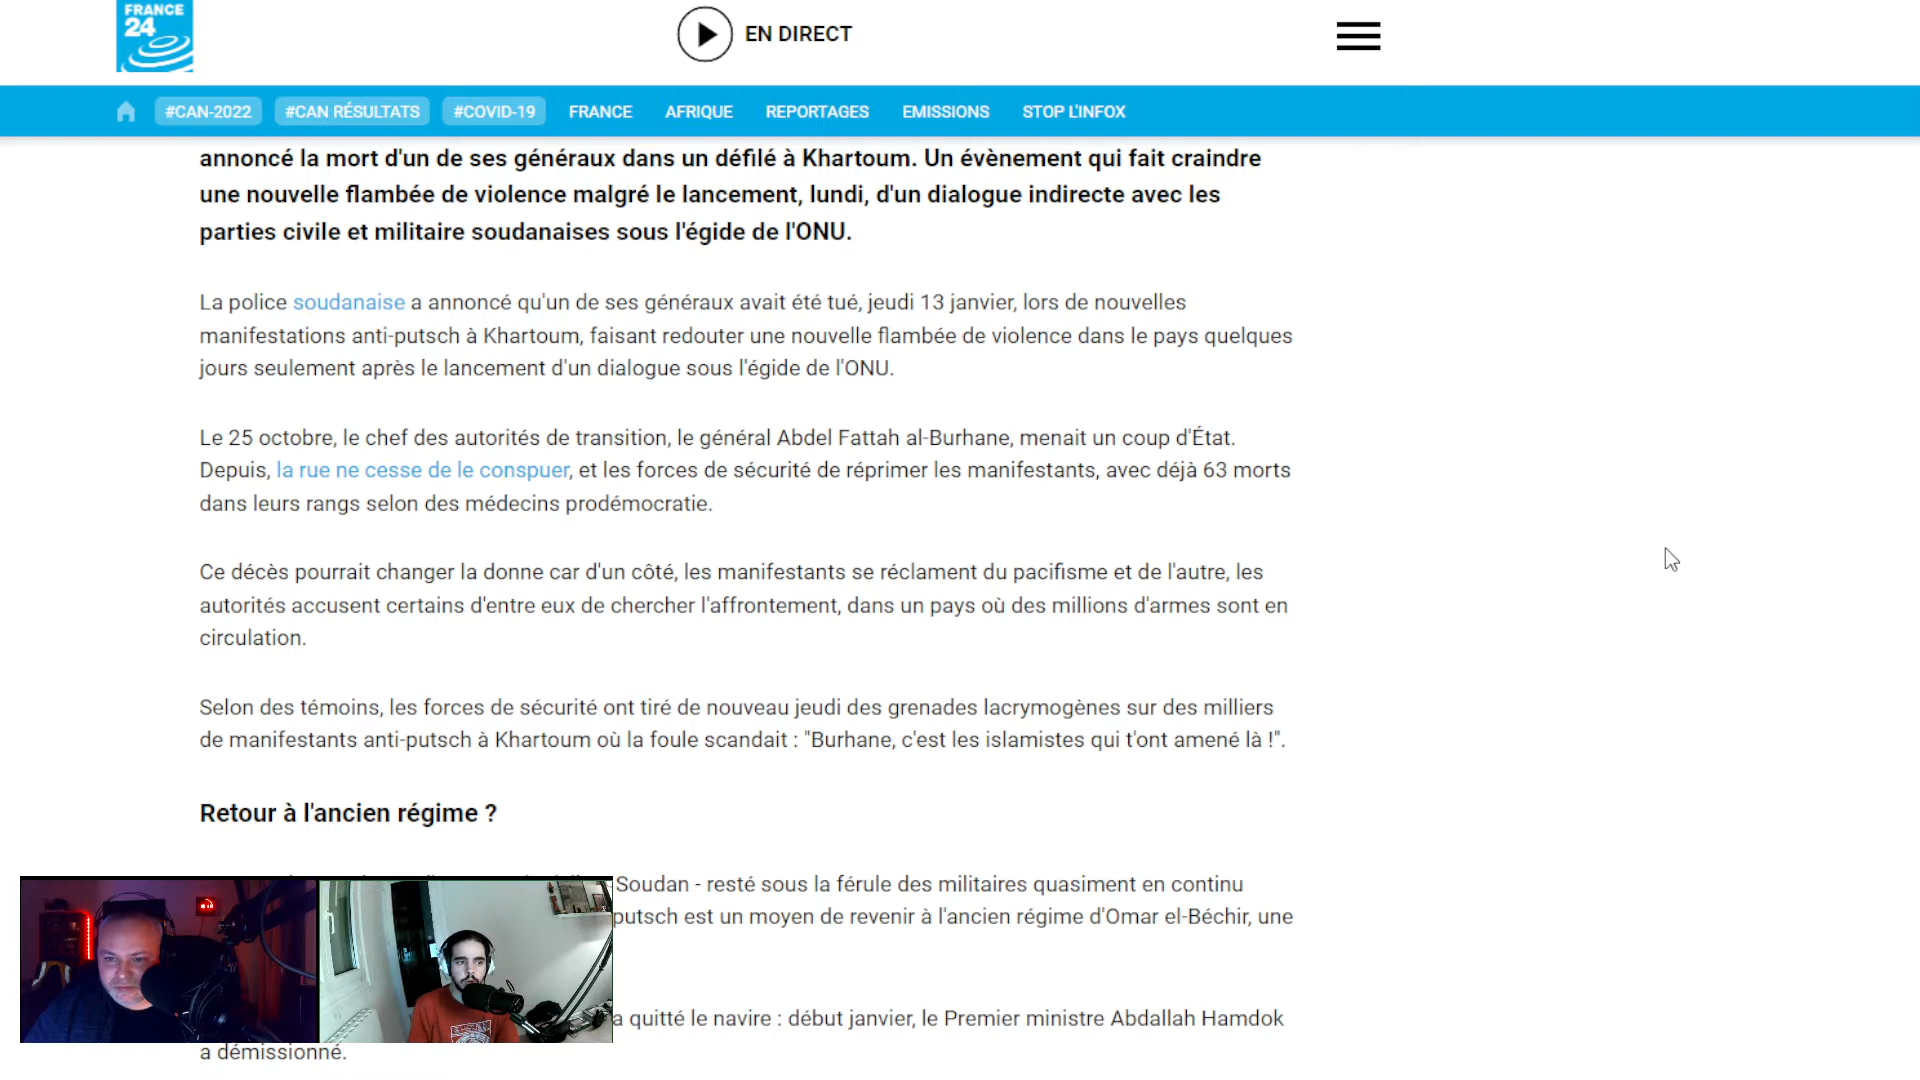 FRANCE
24
EN DIRECT
#CAN-2022 #CAN RÉSULTATS #COVID-19 FRANCE AFRIQUE REPORTAGES EMISSIONS STOP L'INFOX
annoncé la mort d'un de ses généraux dans un défilé à Khartoum. Un évènement qui fait craindre
une nouvelle flambée de violence malgré le lancement, lundi, d'un dialogue indirecte avec les
parties civile et militaire soudanaises sous l'égide de l'ONU.
La police soudanaise a annoncé qu'un de ses généraux avait été tué, jeudi 13 janvier, lors de nouvelles
manifestations anti-putsch à Khartoum, faisant redouter une nouvelle flambée de violence dans le pays quelques
jours seulement après le lancement d'un dialogue sous l'égide de l'ONU.
Le 25 octobre, le chef des autorités de transition, le général Abdel Fattah al-Burhane, menait un coup d'État.
Depuis, la rue ne cesse de le conspuer, et les forces de sécurité de réprimer les manifestants, avec déjà 63 morts
dans leurs rangs selon des médecins prodémocratie.
Ce décès pourrait changer la donne car d'un côté, les manifestants se réclament du pacifisme et de l'autre, les
autorités accusent certains d'entre eux de chercher l'affrontement, dans un pays où des millions d'armes sont en
circulation.
Selon des témoins, les forces de sécurité ont tiré de nouveau jeudi des grenades lacrymogènes sur des milliers
de manifestants anti-putsch à Khartoum où la foule scandait : "Burhane, c'est les islamistes qui t'ont amené là !".
Retour à l'ancien régime ?
Soudan - resté sous la férule des militaires quasiment en continu
putsch est un moyen de revenir à l'ancien régime d'Omar el-Béchir, une
a quitté le navire : début janvier, le Premier ministre Abdallah Hamdok
a démissionné.